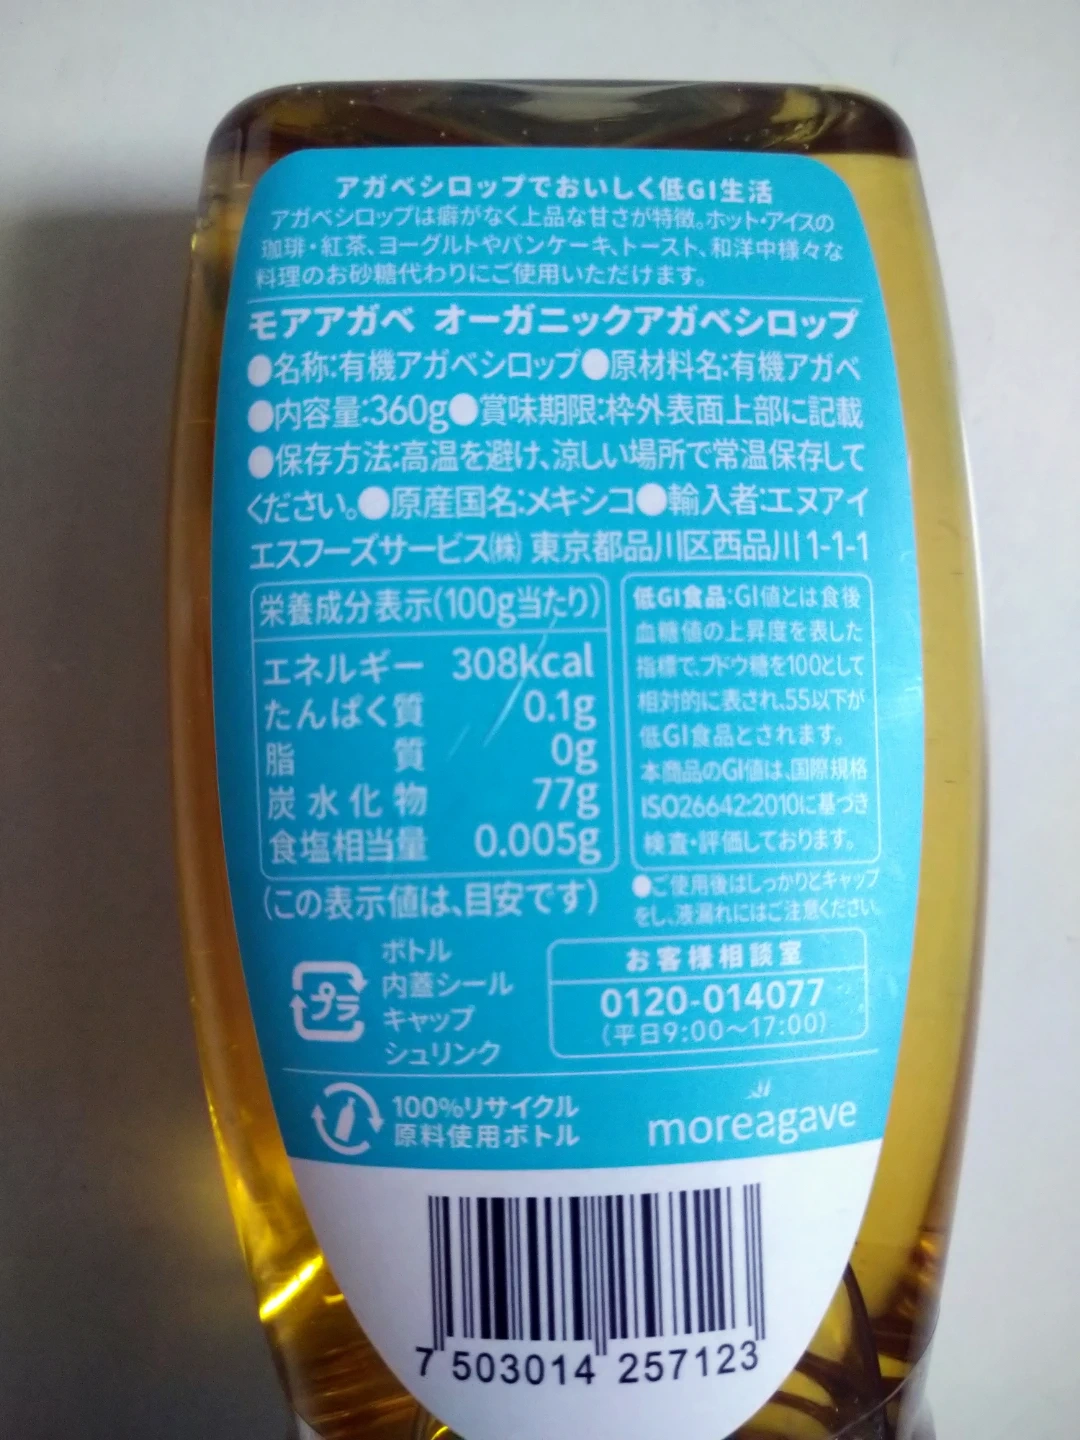 アガベシロップでおいしく低GI生活
アガベシロップは癖がなく上品な甘さが特徴。ホット・アイスの
珈琲・紅茶、ヨーグルトやパンケーキ、トースト、和洋中様々な
料理のお砂糖代わりにご使用いただけます。
モアアガベ オーガニックアガベシロップ
●名称:有機アガベシロップ●原材料名:有機アガベ
●内容量:360g●賞味期限:枠外表面上部に記載
●保存方法:高温を避け、涼しい場所で常温保存して
ください。●原産国名:メキシコ●輸入者:エヌアイ
エスフーズサービス㈱ 東京都品川区西品川1-1-1
栄養成分表示(100g当たり)
エネルギー 308kcal
たんぱく質 0.1g
脂質 0g
炭水化物 77g
食塩相当量 0.005g
(この表示値は、目安です)
低GI食品:GI値とは食後
血糖値の上昇度を表した
指標で、ブドウ糖を100として
相対的に表され、55以下が
低GI食品とされます。
本商品のGI値は、国際規格
ISO26642:2010に基づき
検査・評価しております。
●ご使用後はしっかりとキャップ
をし、液漏れにはご注意ください。
プラ
ボトル
内蓋シール
キャップ
シュリンク
お客様相談室
0120-014077
(平日9:00〜17:00)
100%リサイクル
原料使用ボトル
moreagave
7 503014 257123